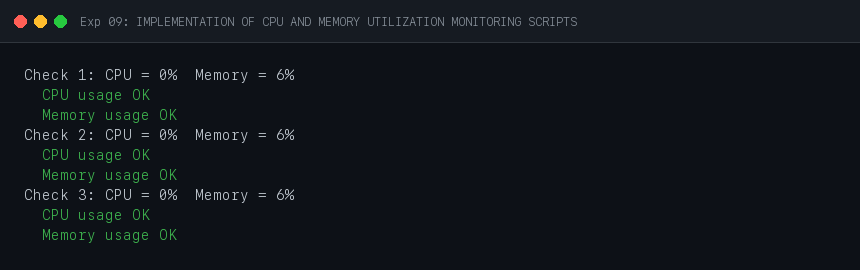 Exp 09: IMPLEMENTATION OF CPU AND MEMORY UTILIZATION MONITORING SCRIPTS
Check 1: CPU = 0%  Memory = 6%
  CPU usage OK
  Memory usage OK
Check 2: CPU = 0%  Memory = 6%
  CPU usage OK
  Memory usage OK
Check 3: CPU = 0%  Memory = 6%
  CPU usage OK
  Memory usage OK